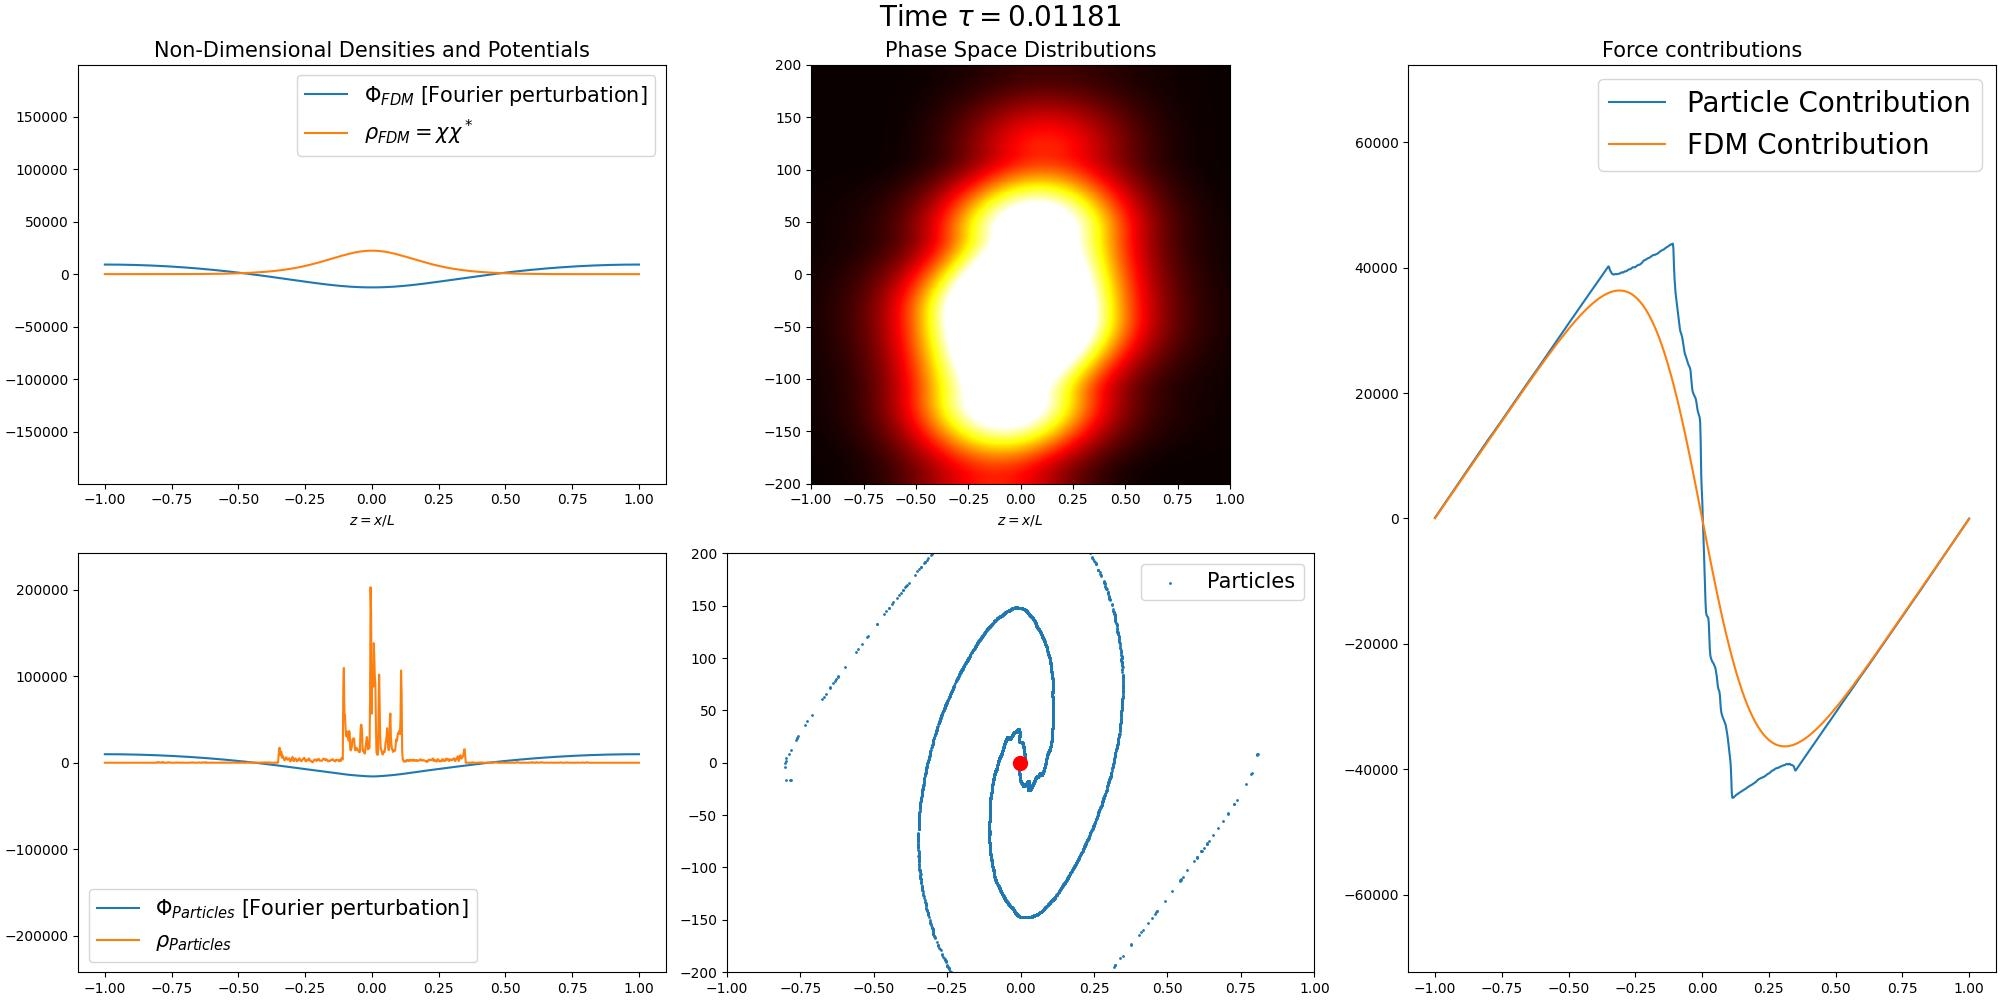 Time τ = 0.01181
Non-Dimensional Densities and Potentials
Φ_FDM [Fourier perturbation]
ρ_FDM = χχ*
150000
100000
50000
0
−50000
−100000
−150000
−1.00 −0.75 −0.50 −0.25 0.00 0.25 0.50 0.75 1.00
z = x/L
Phase Space Distributions
200
150
100
50
0
−50
−100
−150
−200
−1.00 −0.75 −0.50 −0.25 0.00 0.25 0.50 0.75 1.00
z = x/L
Force contributions
Particle Contribution
FDM Contribution
60000
40000
20000
0
−20000
−40000
−60000
−1.00 −0.75 −0.50 −0.25 0.00 0.25 0.50 0.75 1.00
200000
100000
0
−100000
−200000
Φ_Particles [Fourier perturbation]
ρ_Particles
−1.00 −0.75 −0.50 −0.25 0.00 0.25 0.50 0.75 1.00
Particles
200
150
100
50
0
−50
−100
−150
−200
−1.00 −0.75 −0.50 −0.25 0.00 0.25 0.50 0.75 1.00